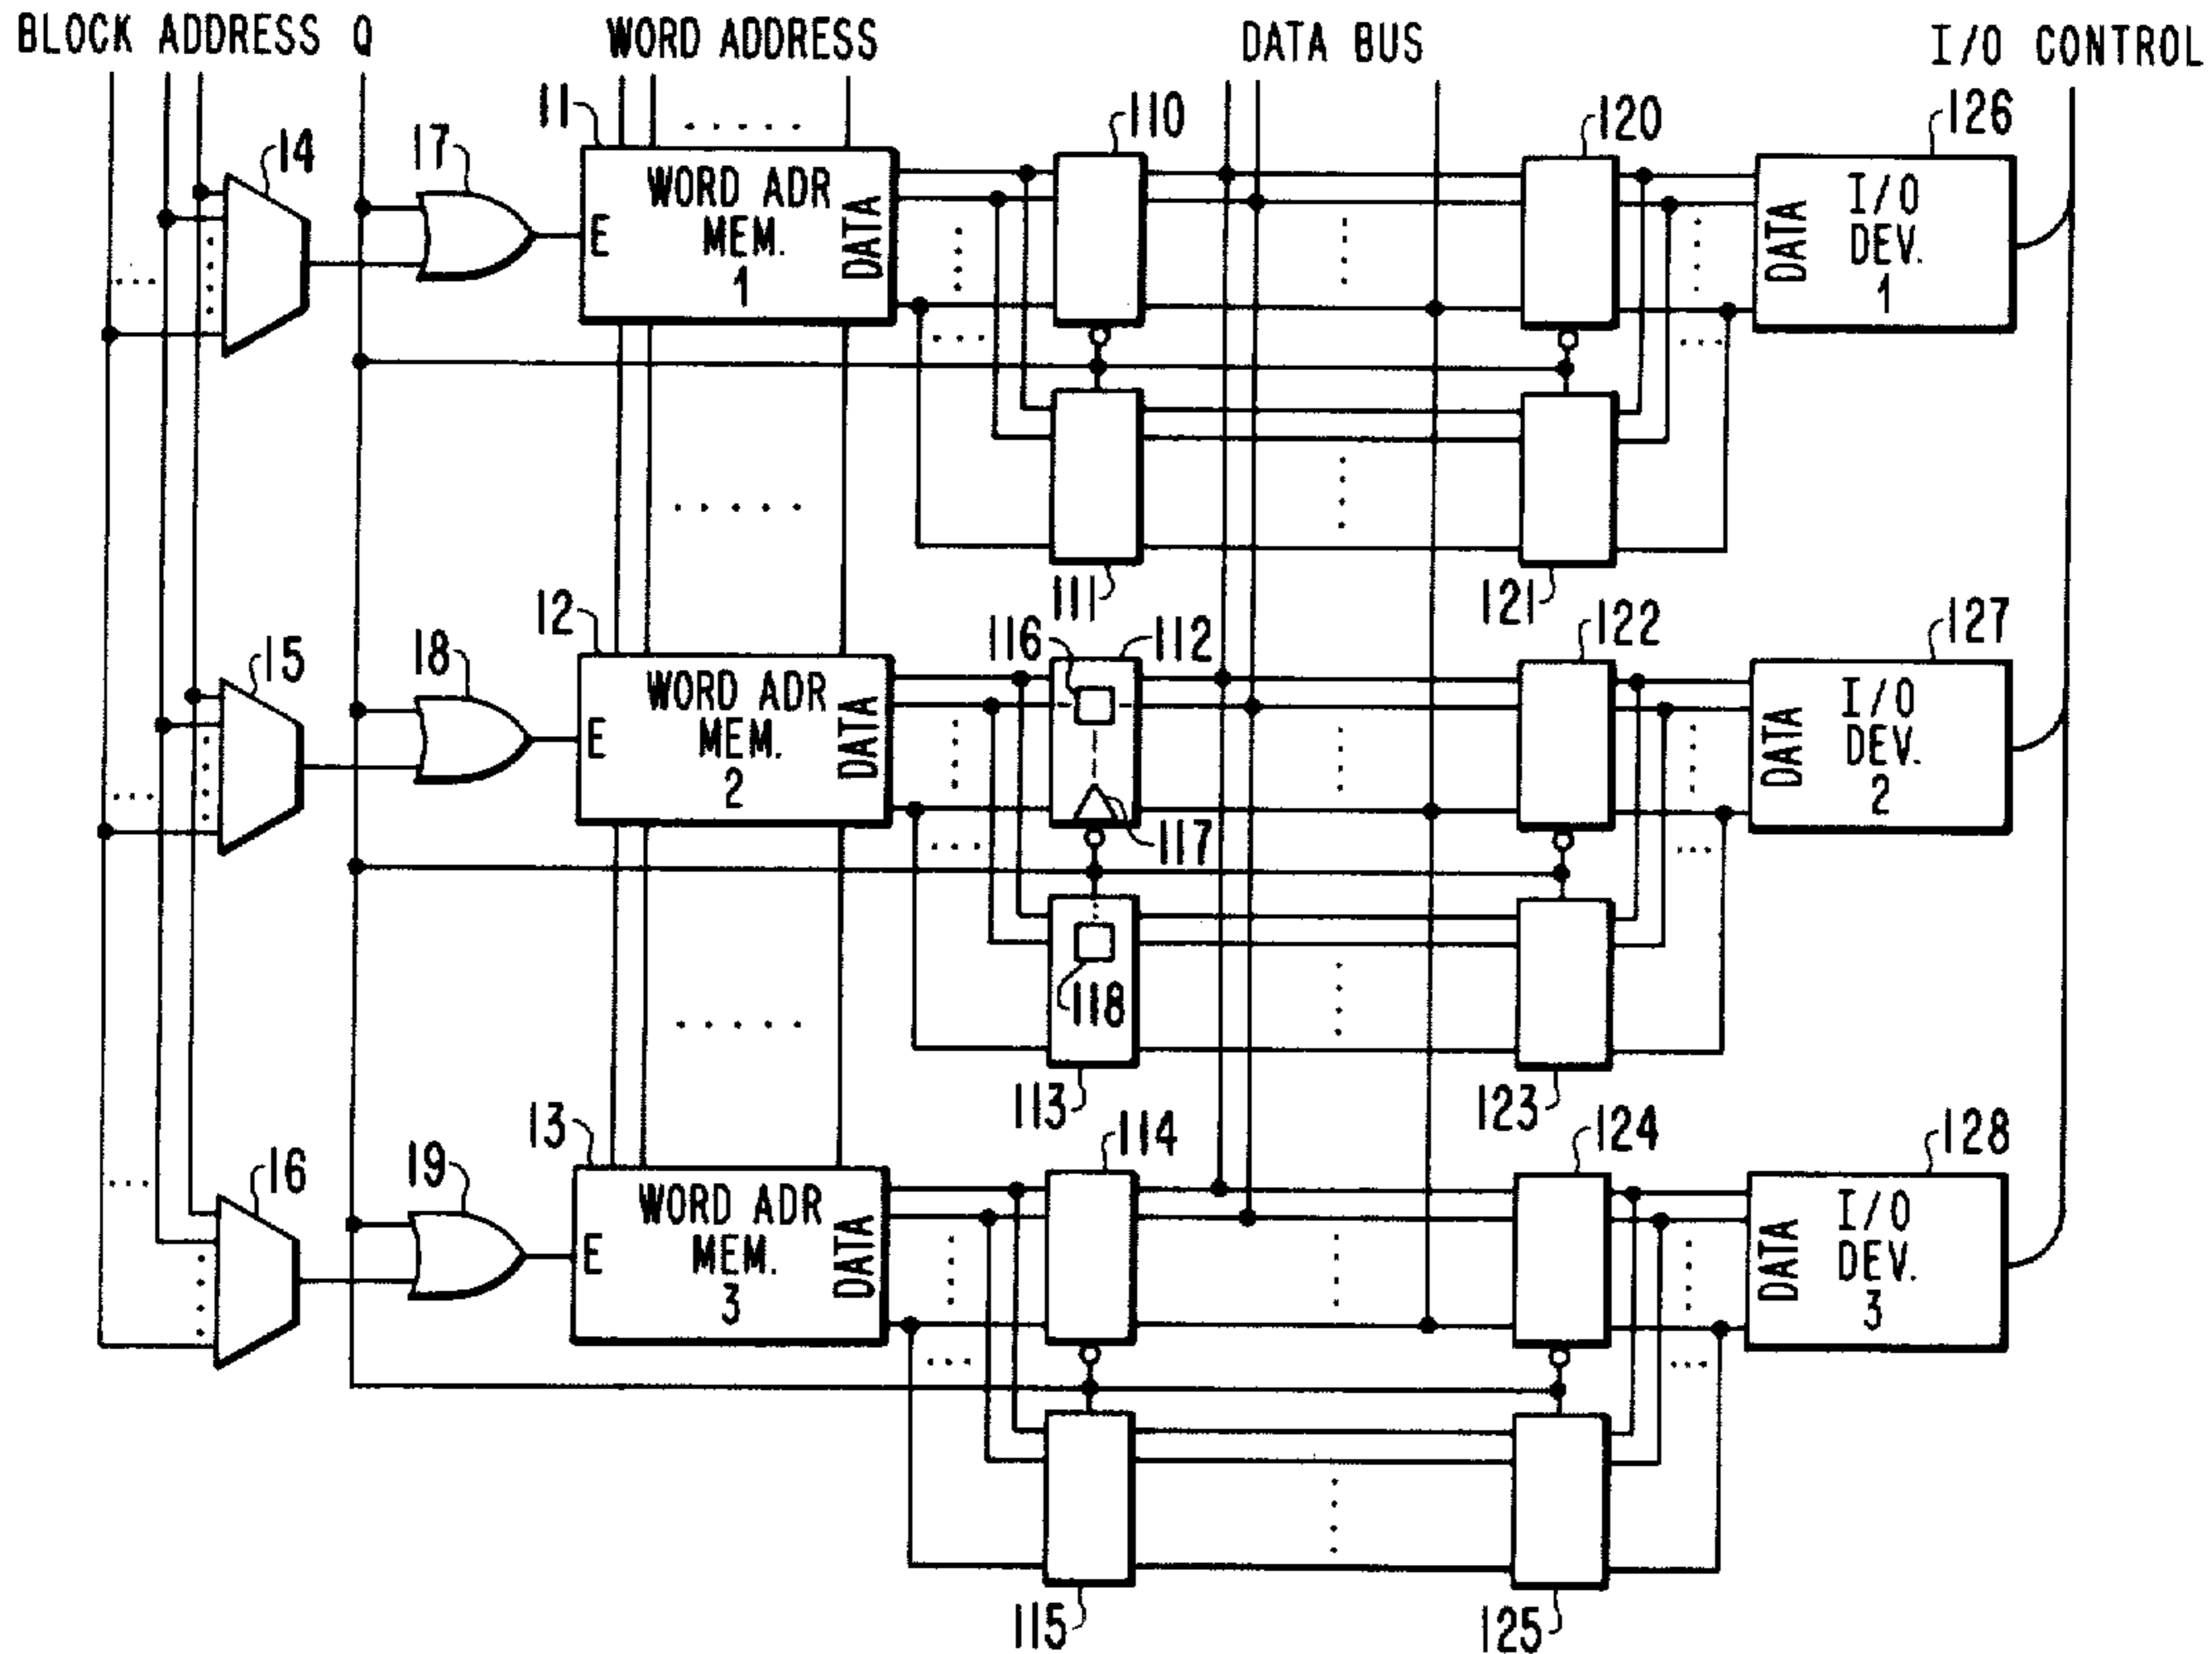 BLOCK ADDRESS Q WORD ADDRESS DATA BUS I/O CONTROL
11 110 120 126
14 17
WORD ADR MEM. 1
E
DATA
DATA
I/O DEV. 1
111 121
12 116 112 122 127
15 18
WORD ADR MEM. 2
E
DATA
DATA
I/O DEV. 2
117
118
113 123
13 114 124 128
16 19
WORD ADR MEM. 3
E
DATA
DATA
I/O DEV. 3
115 125